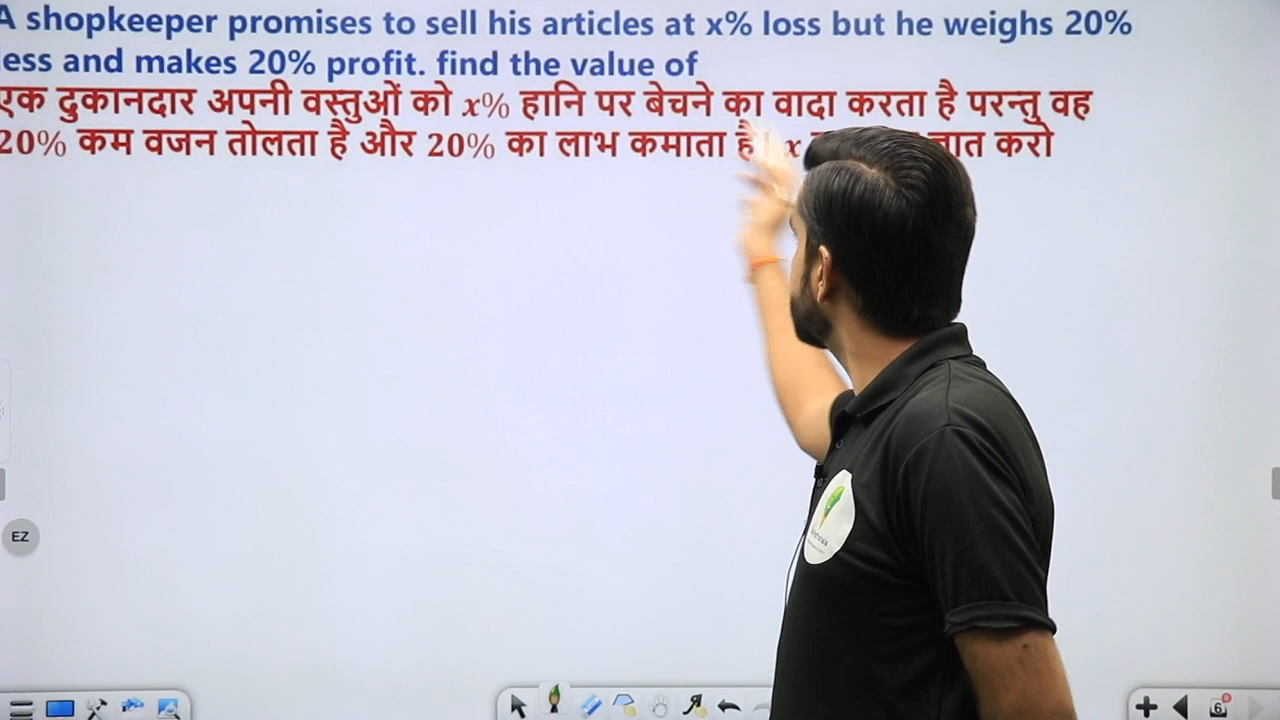 A shopkeeper promises to sell his articles at x% loss but he weighs 20%
less and makes 20% profit. find the value of
एक दुकानदार अपनी वस्तुओं को x% हानि पर बेचने का वादा करता है परन्तु वह
20% कम वजन तोलता है और 20% का लाभ कमाता है x ज्ञात करो
EZ
6